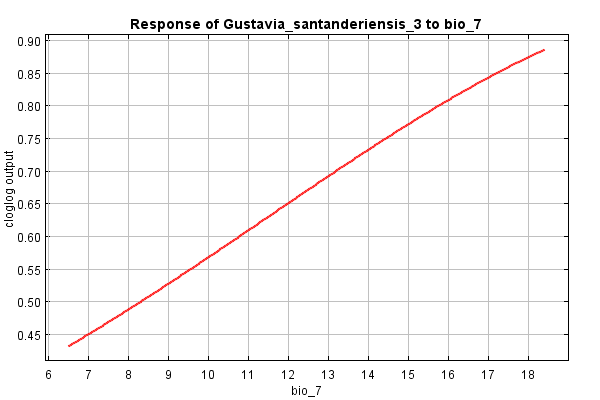 Response of Gustavia_santanderiensis_3 to bio_7
cloglog output
0.90
0.85
0.80
0.75
0.70
0.65
0.60
0.55
0.50
0.45
6 7 8 9 10 11 12 13 14 15 16 17 18
bio_7